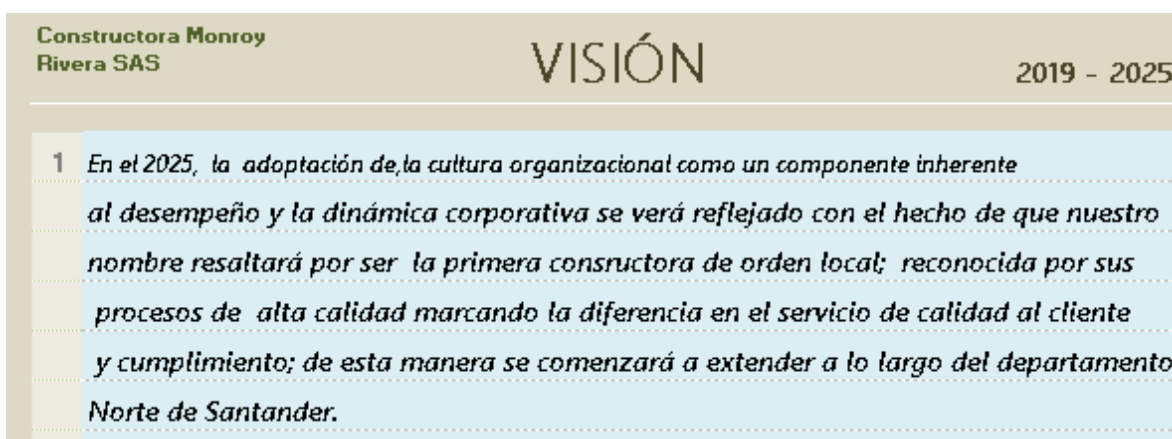 Constructora Monroy
Rivera SAS
VISIÓN
2019 - 2025
1 En el 2025, la adoptación de,la cultura organizacional como un componente inherente
al desempeño y la dinámica corporativa se verá reflejado con el hecho de que nuestro
nombre resaltará por ser la primera consructora de orden local; reconocida por sus
procesos de alta calidad marcando la diferencia en el servicio de calidad al cliente
y cumplimiento; de esta manera se comenzará a extender a lo largo del departamento
Norte de Santander.